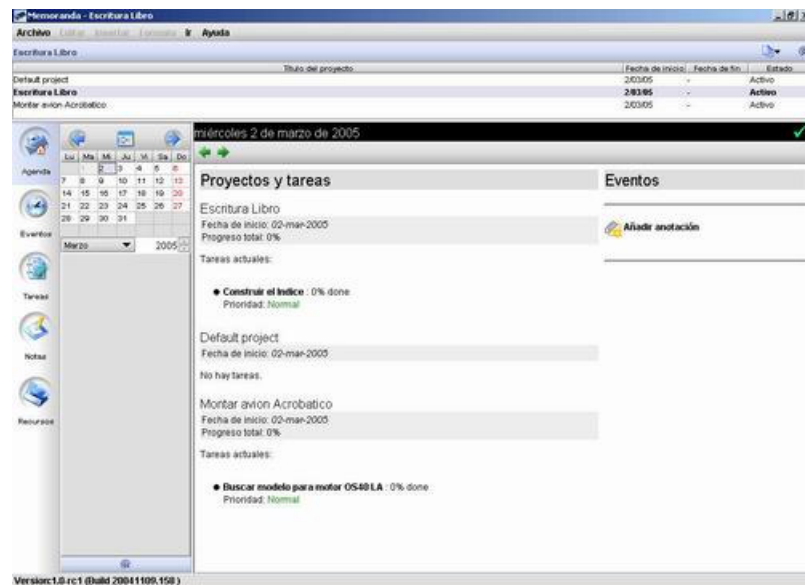 Memoranda - Escritura Libro
Archivo Editar Insertar Formato Ir Ayuda
Escritura Libro
Título del proyecto Fecha de inicio Fecha de fin Estado
Default project 2/03/05 - Activo
Escritura Libro 2/03/05 - Activo
Montar avion Acrobatico 2/03/05 - Activo
Agenda
Eventos
Tareas
Notas
Recursos
Lu Ma Mi Ju Vi Sa Do
1 2 3 4 5 6
7 8 9 10 11 12 13
14 15 16 17 18 19 20
21 22 23 24 25 26 27
28 29 30 31
Marzo 2005
miércoles 2 de marzo de 2005
Proyectos y tareas
Escritura Libro
Fecha de inicio: 02-mar-2005
Progreso total: 0%
Tareas actuales:
Construir el Indice : 0% done
Prioridad: Normal
Default project
Fecha de inicio: 02-mar-2005
No hay tareas.
Montar avion Acrobatico
Fecha de inicio: 02-mar-2005
Progreso total: 0%
Tareas actuales:
Buscar modelo para motor OS40 LA : 0% done
Prioridad: Normal
Eventos
Añadir anotación
Version:1.0-rc1 (Build 20041109.158 )